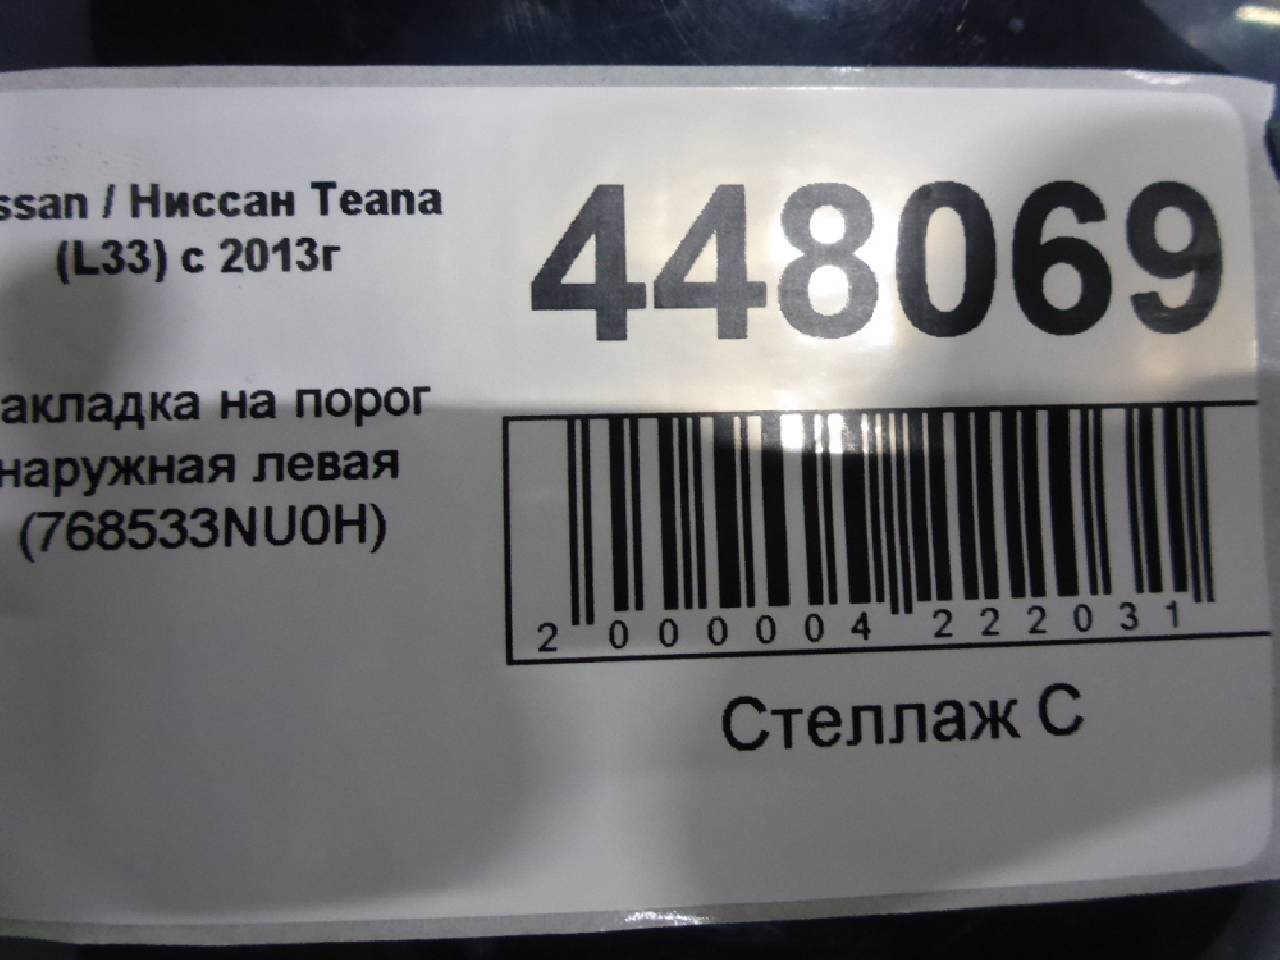 ssan / Ниссан Teana
(L33) с 2013г
448069
акладка на порог
наружная левая
(768533NU0H)
2 000004 222031
Стеллаж С